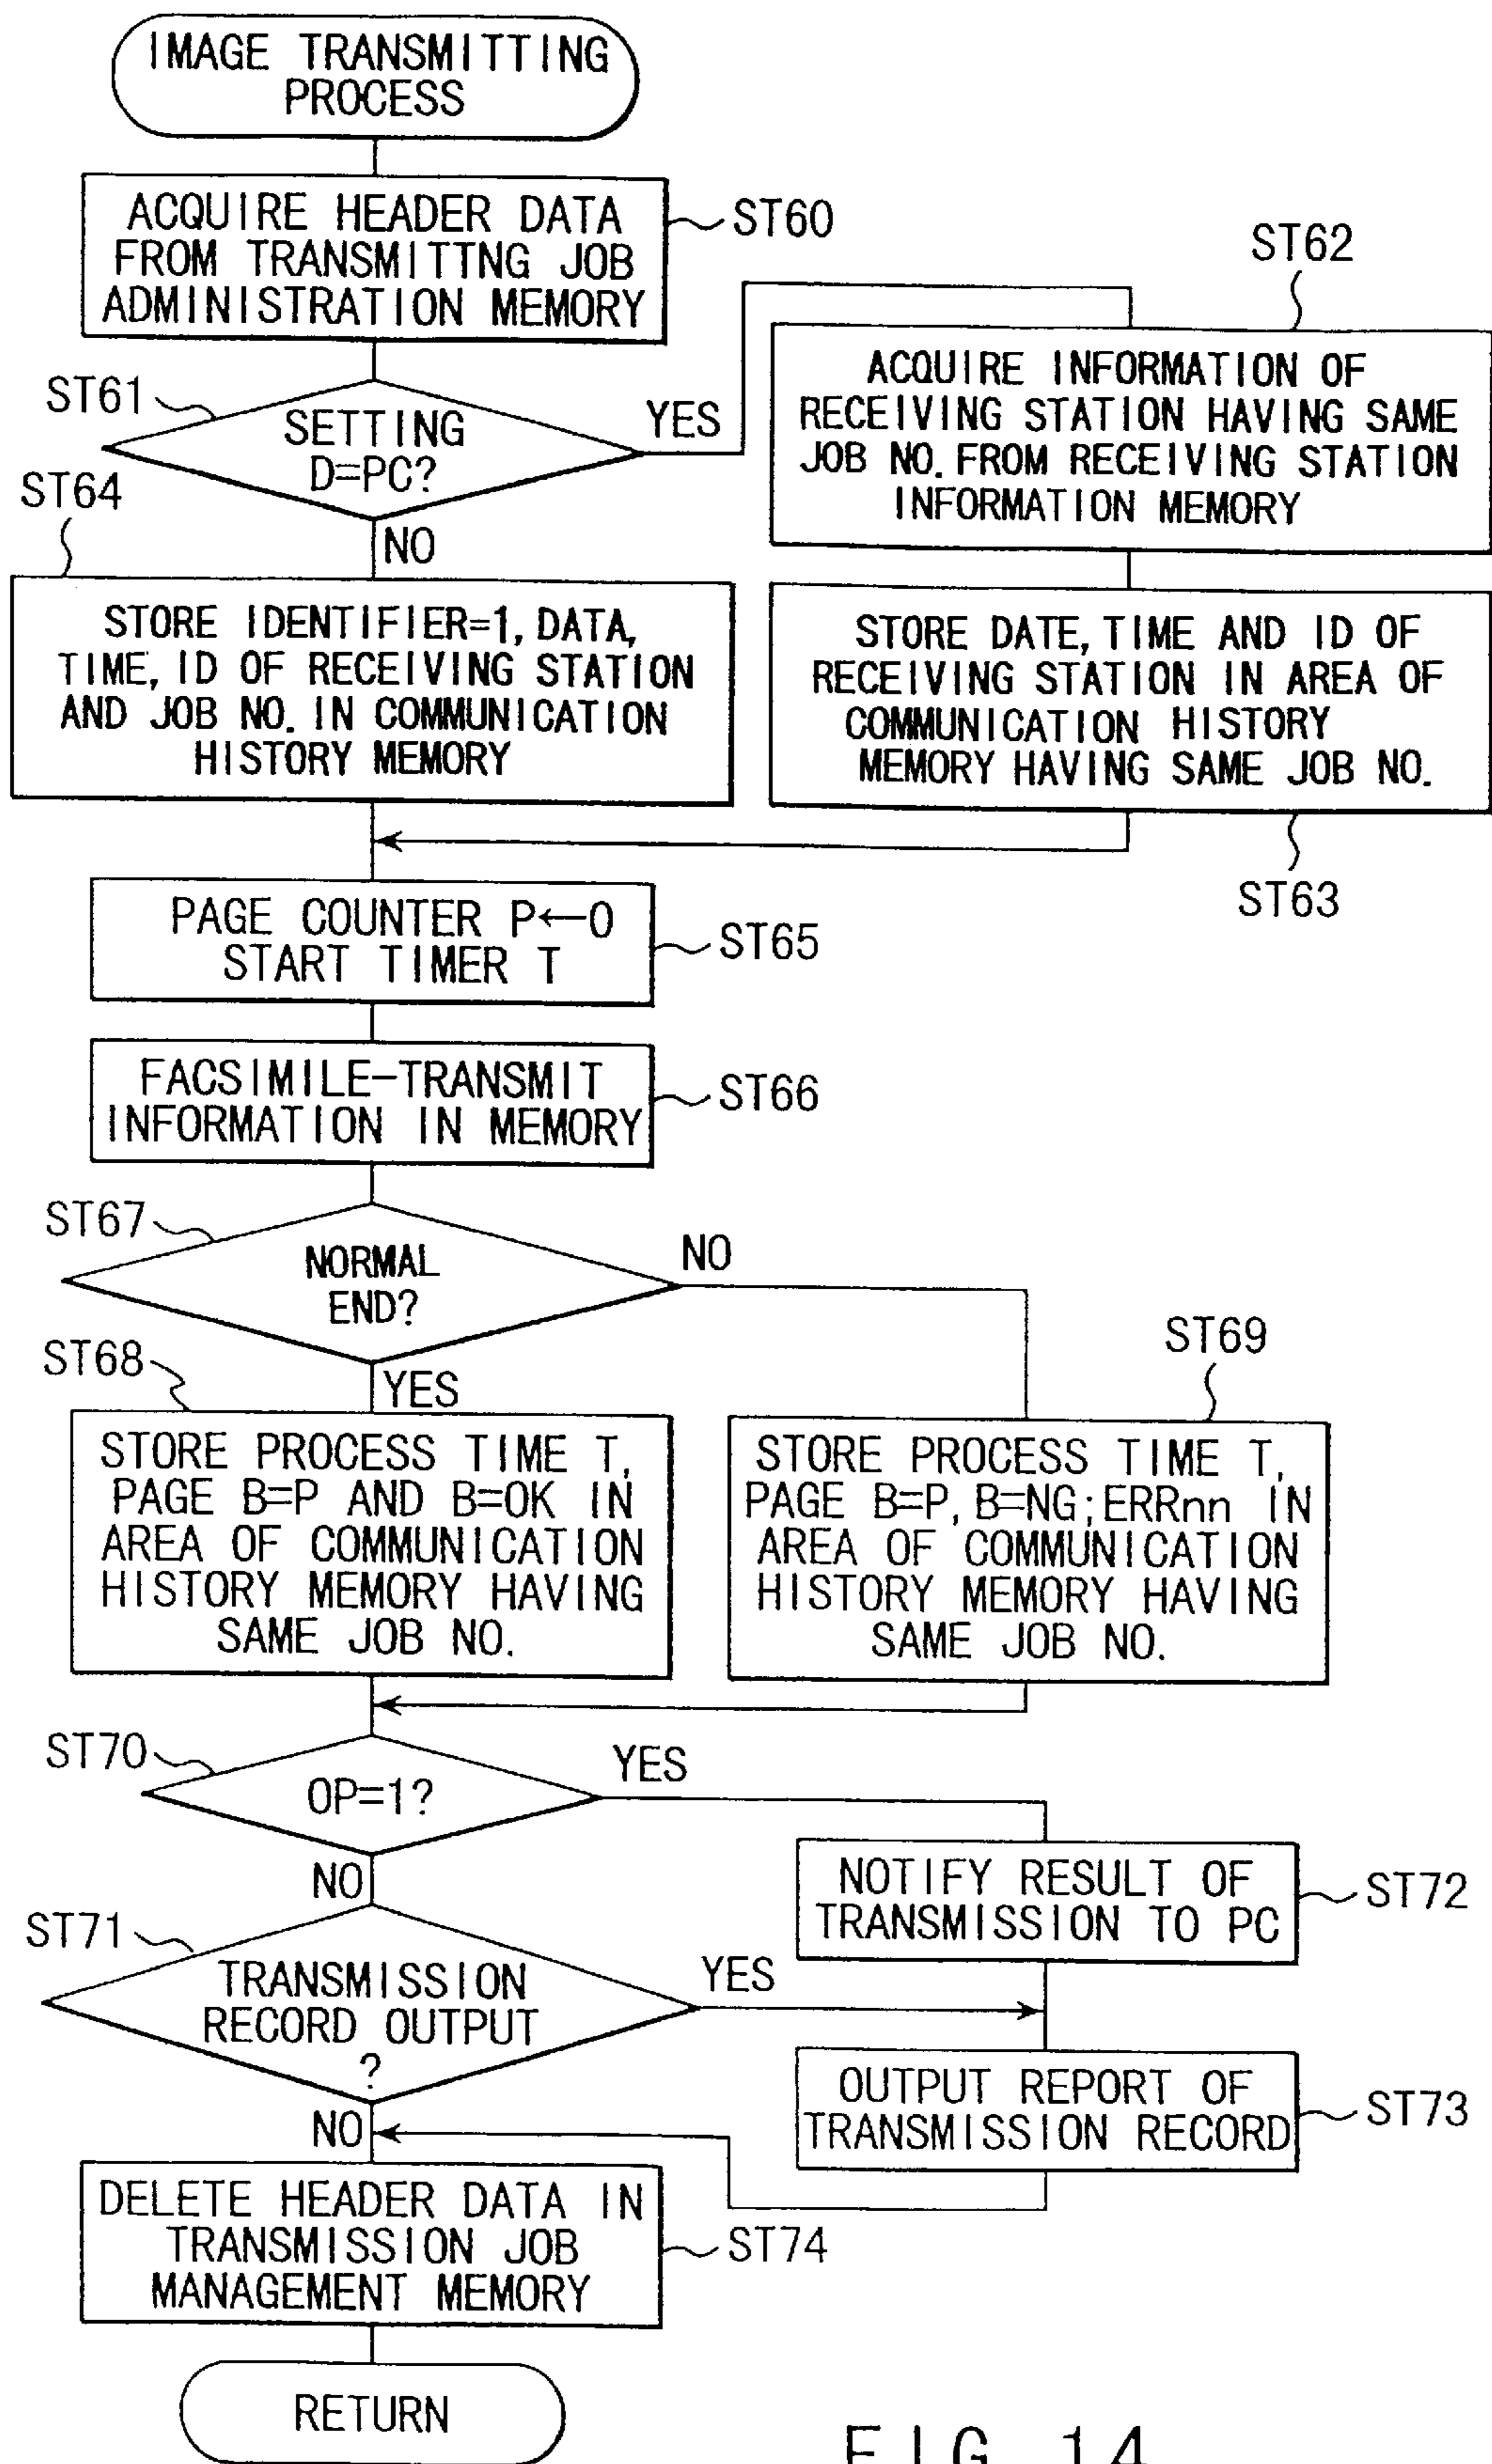 IMAGE TRANSMITTING
PROCESS
ACQUIRE HEADER DATA
FROM TRANSMITTNG JOB
ADMINISTRATION MEMORY
ST60
ST61
SETTING
D=PC?
YES
NO
ST62
ACQUIRE INFORMATION OF
RECEIVING STATION HAVING SAME
JOB NO. FROM RECEIVING STATION
INFORMATION MEMORY
STORE DATE, TIME AND ID OF
RECEIVING STATION IN AREA OF
COMMUNICATION HISTORY
MEMORY HAVING SAME JOB NO.
ST63
ST64
STORE IDENTIFIER=1, DATA,
TIME, ID OF RECEIVING STATION
AND JOB NO. IN COMMUNICATION
HISTORY MEMORY
PAGE COUNTER P←0
START TIMER T
ST65
FACSIMILE-TRANSMIT
INFORMATION IN MEMORY
ST66
ST67
NORMAL
END?
NO
YES
ST68
STORE PROCESS TIME T,
PAGE B=P AND B=OK IN
AREA OF COMMUNICATION
HISTORY MEMORY HAVING
SAME JOB NO.
ST69
STORE PROCESS TIME T,
PAGE B=P, B=NG;ERRnn IN
AREA OF COMMUNICATION
HISTORY MEMORY HAVING
SAME JOB NO.
ST70
OP=1?
YES
NO
NOTIFY RESULT OF
TRANSMISSION TO PC
ST72
ST71
TRANSMISSION
RECORD OUTPUT
?
YES
NO
OUTPUT REPORT OF
TRANSMISSION RECORD
ST73
DELETE HEADER DATA IN
TRANSMISSION JOB
MANAGEMENT MEMORY
ST74
RETURN
FIG. 14